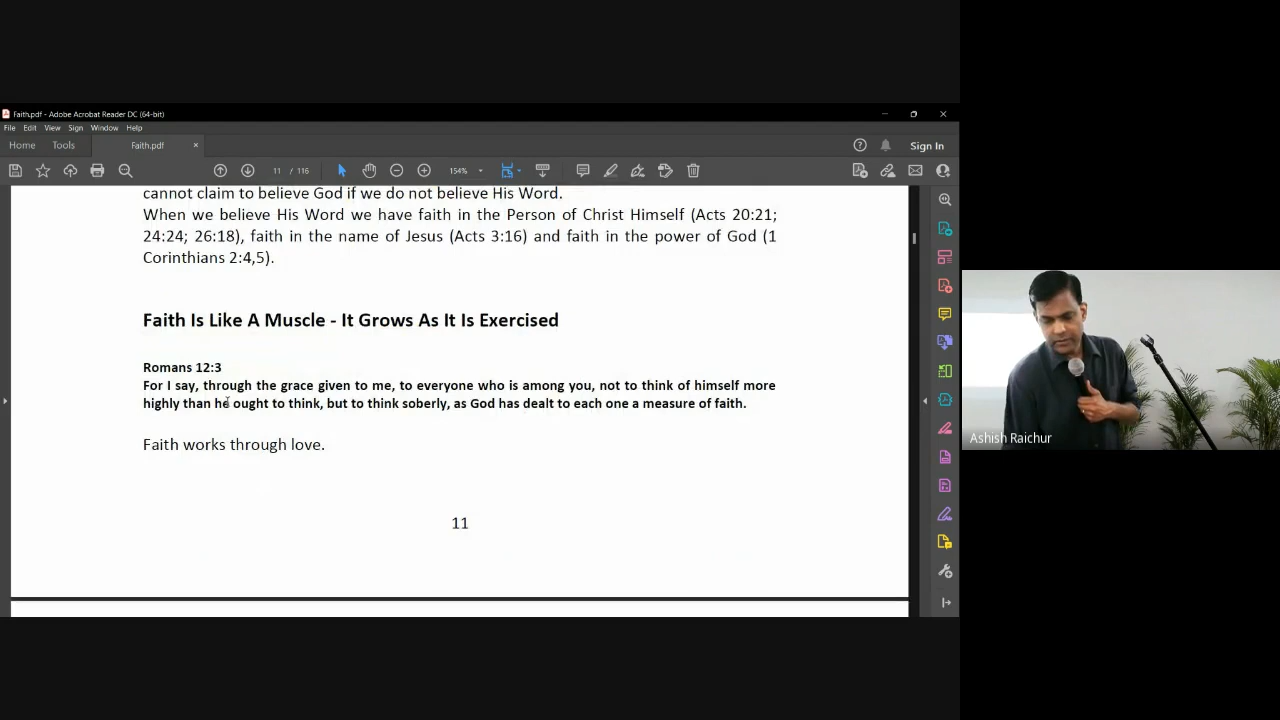 Faith.pdf - Adobe Acrobat Reader DC (64-bit)
File Edit View Sign Window Help
Home Tools Faith.pdf × Sign In
11 / 116 154%
cannot claim to believe God if we do not believe His Word.
When we believe His Word we have faith in the Person of Christ Himself (Acts 20:21;
24:24; 26:18), faith in the name of Jesus (Acts 3:16) and faith in the power of God (1
Corinthians 2:4,5).
Faith Is Like A Muscle - It Grows As It Is Exercised
Romans 12:3
For I say, through the grace given to me, to everyone who is among you, not to think of himself more
highly than he ought to think, but to think soberly, as God has dealt to each one a measure of faith.
Faith works through love.
11
Ashish Raichur